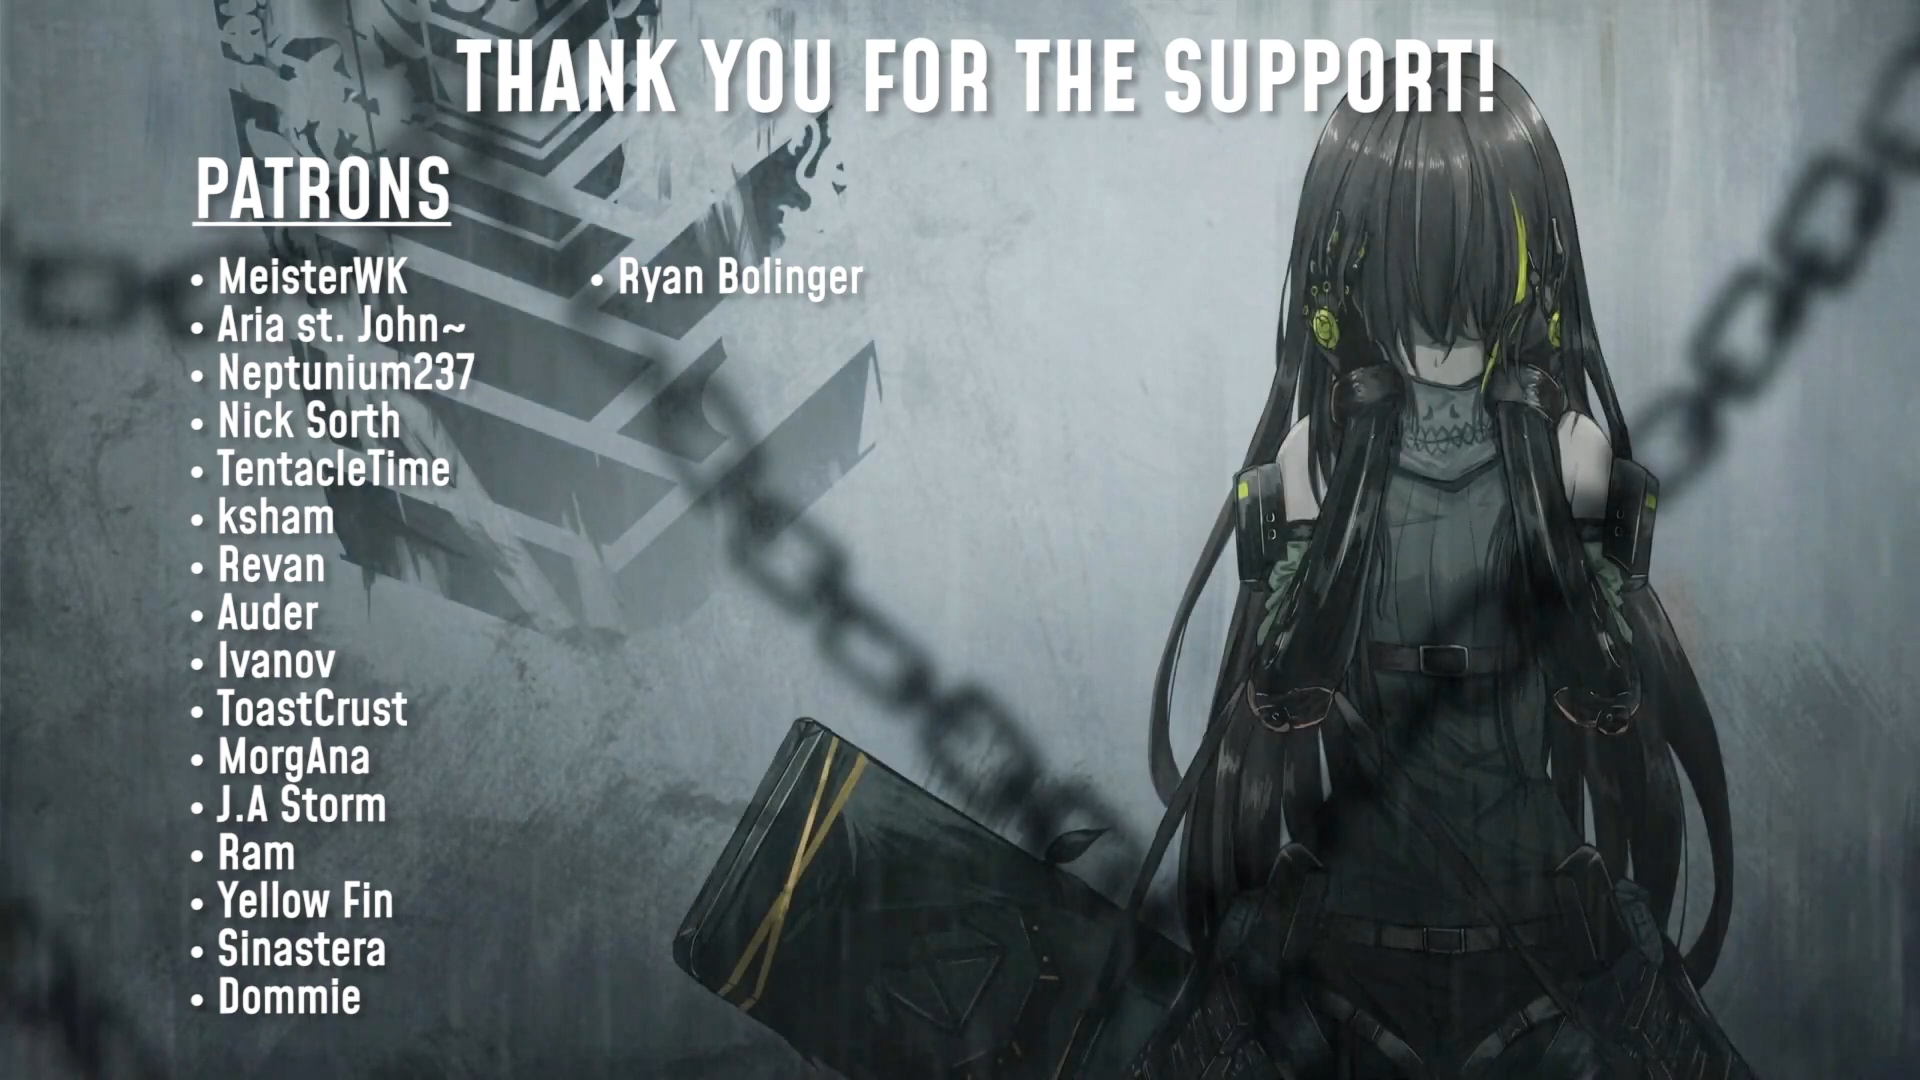 THANK YOU FOR THE SUPPORT!
PATRONS
• MeisterWK
• Aria st. John~
• Neptunium237
• Nick Sorth
• TentacleTime
• ksham
• Revan
• Auder
• Ivanov
• ToastCrust
• MorgAna
• J.A Storm
• Ram
• Yellow Fin
• Sinastera
• Dommie
• Ryan Bolinger